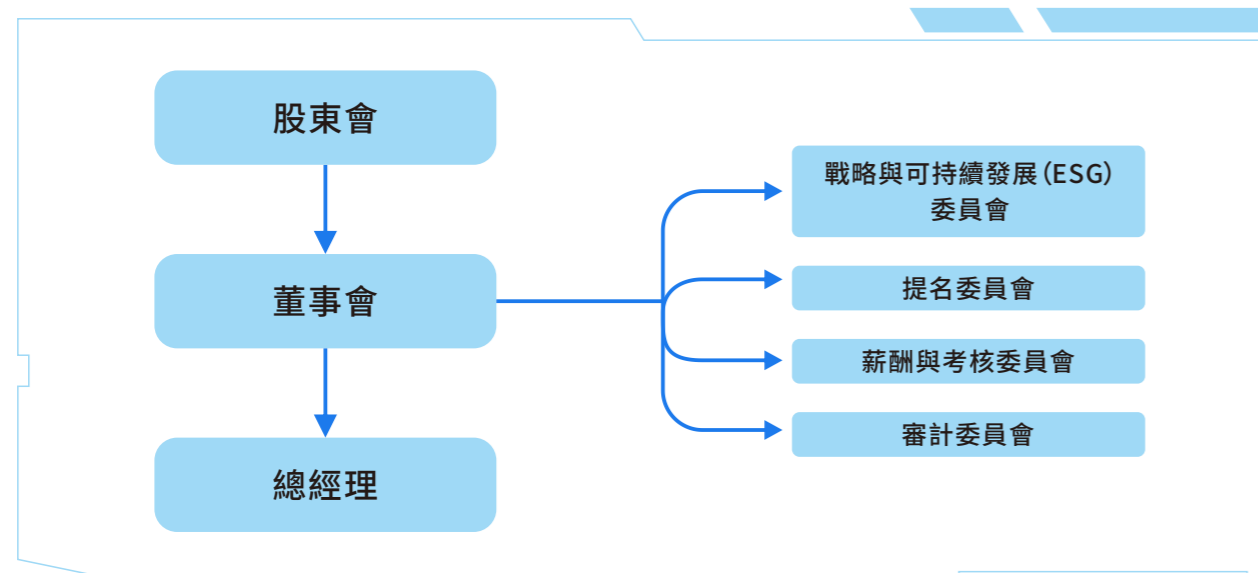 股東會
董事會
總經理
戰略與可持續發展(ESG)
委員會
提名委員會
薪酬與考核委員會
審計委員會